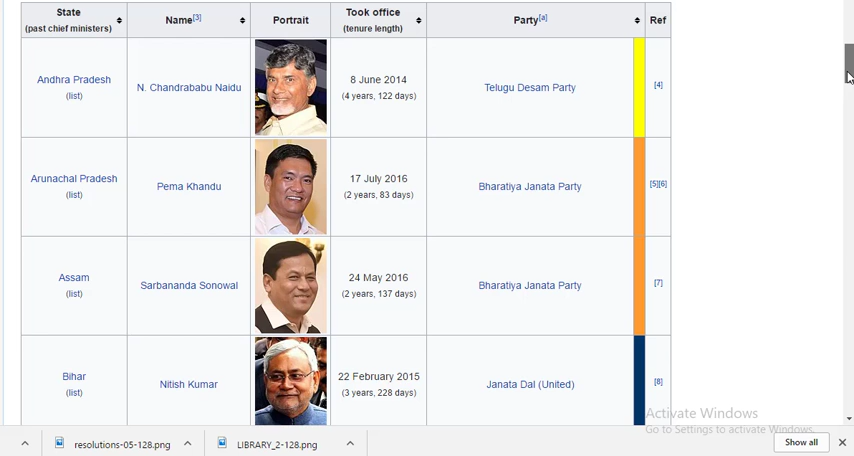 State
(past chief ministers)
Name[3]
Portrait
Took office
(tenure length)
Party[a]
Ref
Andhra Pradesh
(list)
N. Chandrababu Naidu
8 June 2014
(4 years, 122 days)
Telugu Desam Party
[4]
Arunachal Pradesh
(list)
Pema Khandu
17 July 2016
(2 years, 83 days)
Bharatiya Janata Party
[5][6]
Assam
(list)
Sarbananda Sonowal
24 May 2016
(2 years, 137 days)
Bharatiya Janata Party
[7]
Bihar
(list)
Nitish Kumar
22 February 2015
(3 years, 228 days)
Janata Dal (United)
[8]
Activate Windows
Go to Settings to activate Windows.
resolutions-05-128.png
LIBRARY_2-128.png
Show all